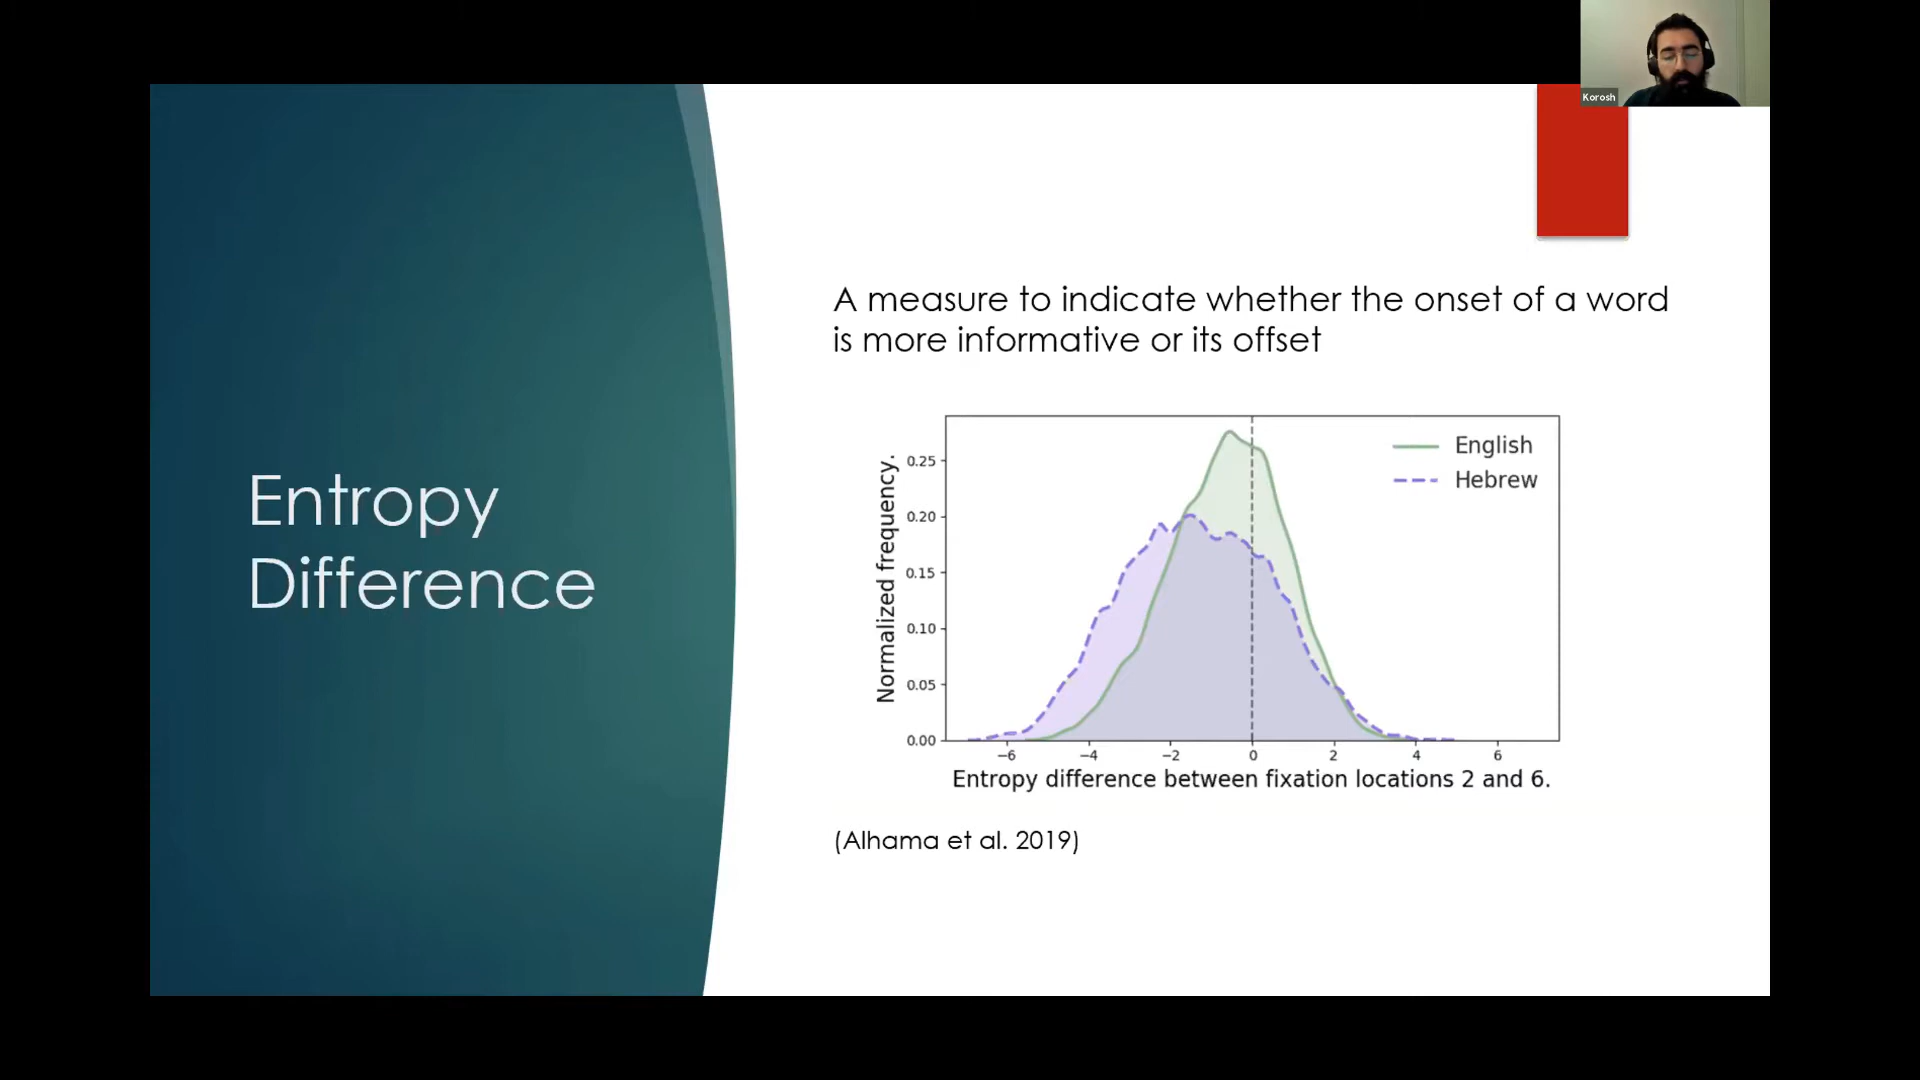 Korosh
Entropy
Difference
A measure to indicate whether the onset of a word
is more informative or its offset
Normalized frequency.
0.25
0.20
0.15
0.10
0.05
0.00
English
Hebrew
−6 −4 −2 0 2 4 6
Entropy difference between fixation locations 2 and 6.
(Alhama et al. 2019)